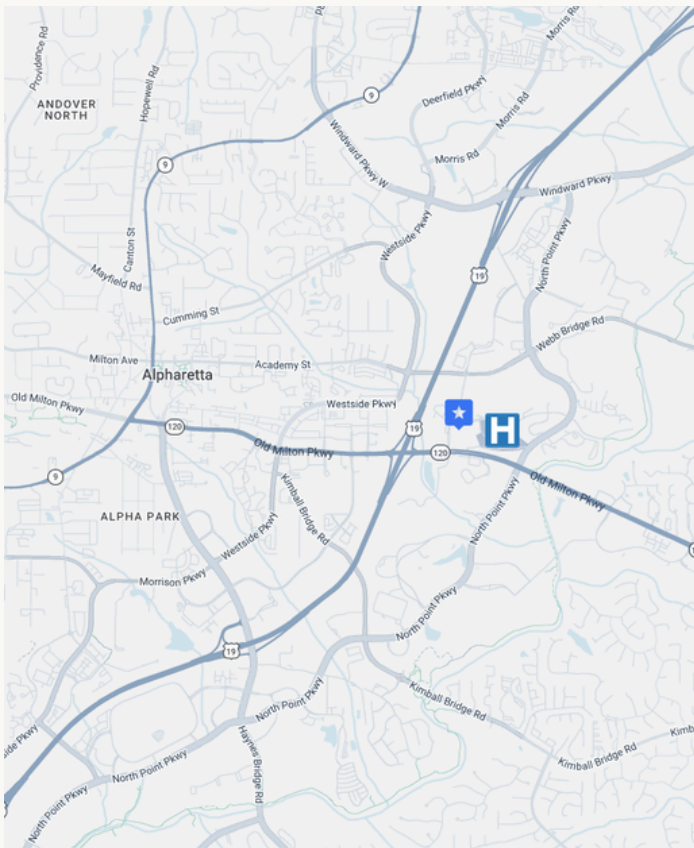 Providence Rd
Hopewell Rd
Morris Rd
ANDOVER
NORTH
9
Deerfield Pkwy
Morris Rd
Windward Pkwy W
Morris Rd
9
Windward Pkwy
Westside Pkwy
Canton St
19
North Point Pkwy
Mayfield Rd
Cumming St
Webb Bridge Rd
Milton Ave
Academy St
Alpharetta
Old Milton Pkwy
Westside Pkwy
120
19
H
Old Milton Pkwy
120
9
Old Milton Pkwy
Kimball Bridge Rd
North Point Pkwy
ALPHA PARK
Westside Pkwy
Morrison Pkwy
North Point Pkwy
19
Kimball Bridge Rd
North Point Pkwy
Haynes Bridge Rd
Kimball Bridge Rd
North Point Pkwy
North Point Pkwy